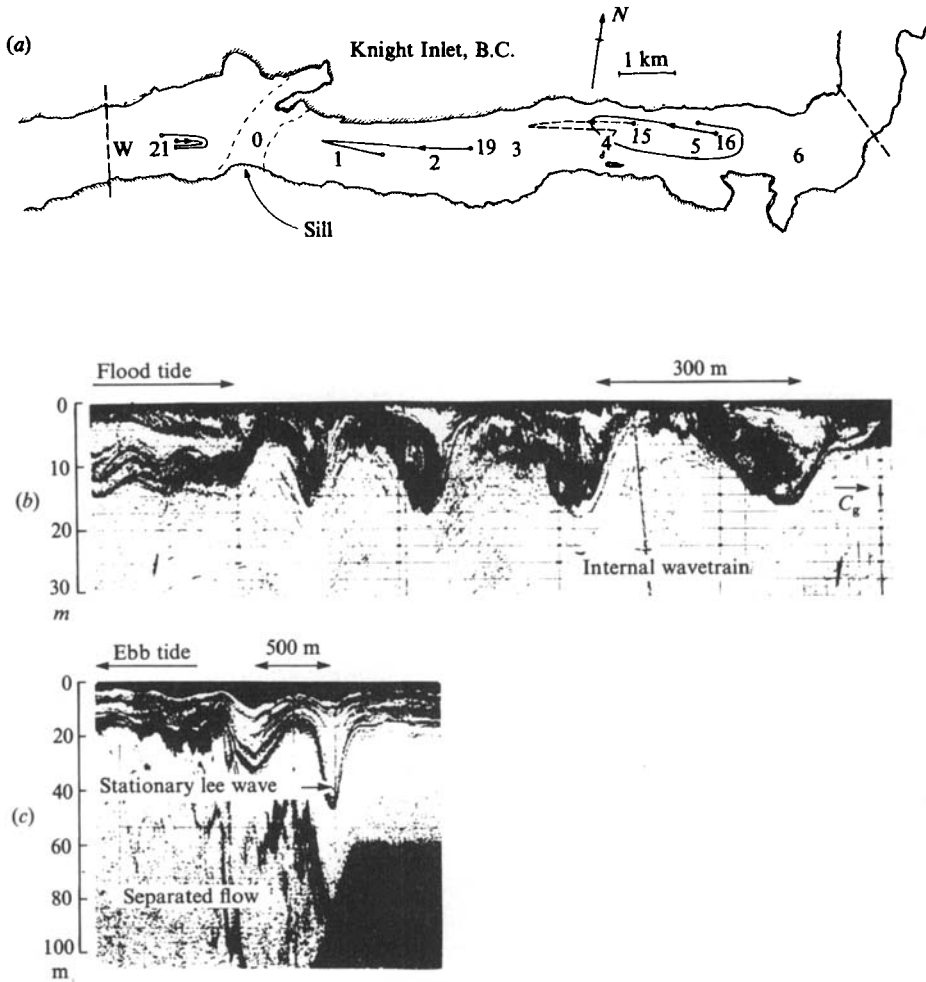 (a)
Knight Inlet, B.C.
N
1 km
W
21
0
1
2
19
3
4
15
5
16
6
Sill
Flood tide
300 m
0
10
(b)
20
30
m
C_g
Internal wavetrain
Ebb tide
500 m
0
20
Stationary lee wave
40
(c)
60
80
Separated flow
100
m